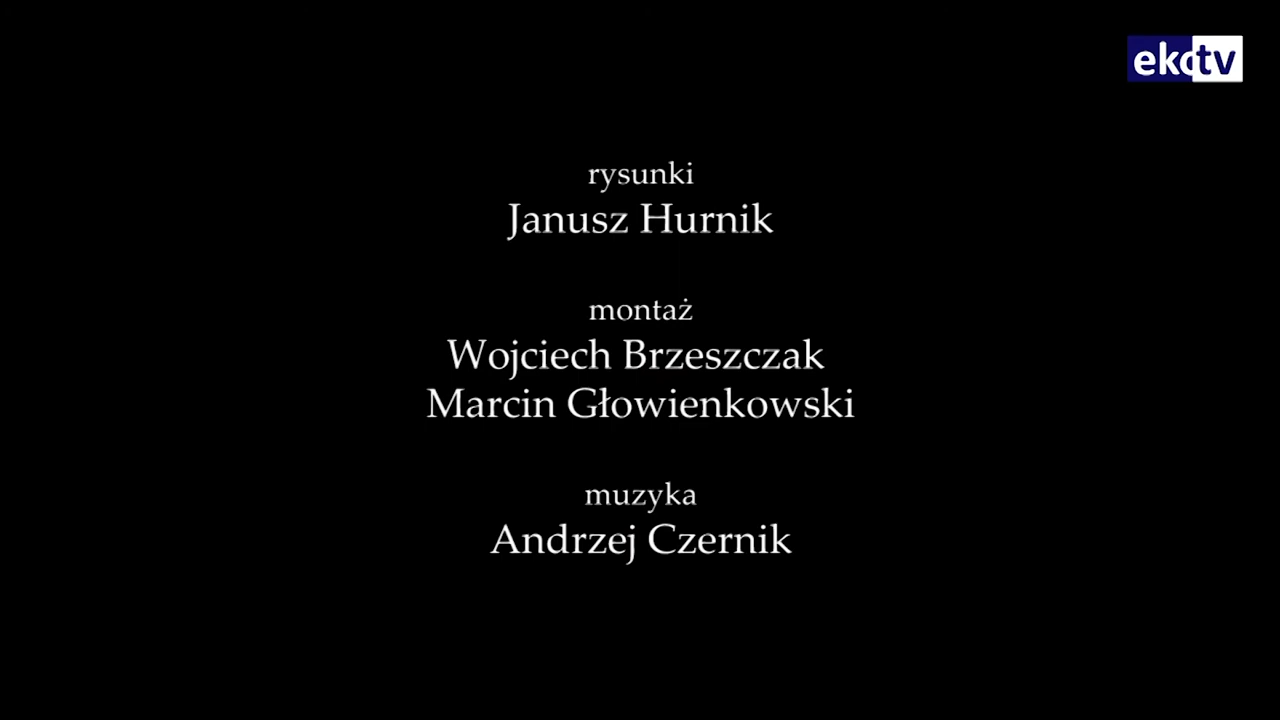 ekotv
rysunki
Janusz Hurnik
montaż
Wojciech Brzeszczak
Marcin Głowienkowski
muzyka
Andrzej Czernik